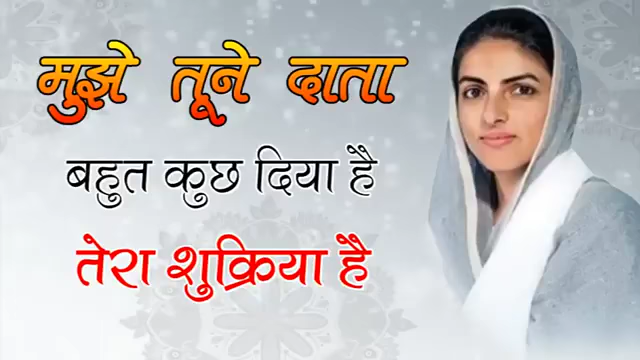 मुझे तूने दाता
बहुत कुछ दिया है
तेरा शुक्रिया है